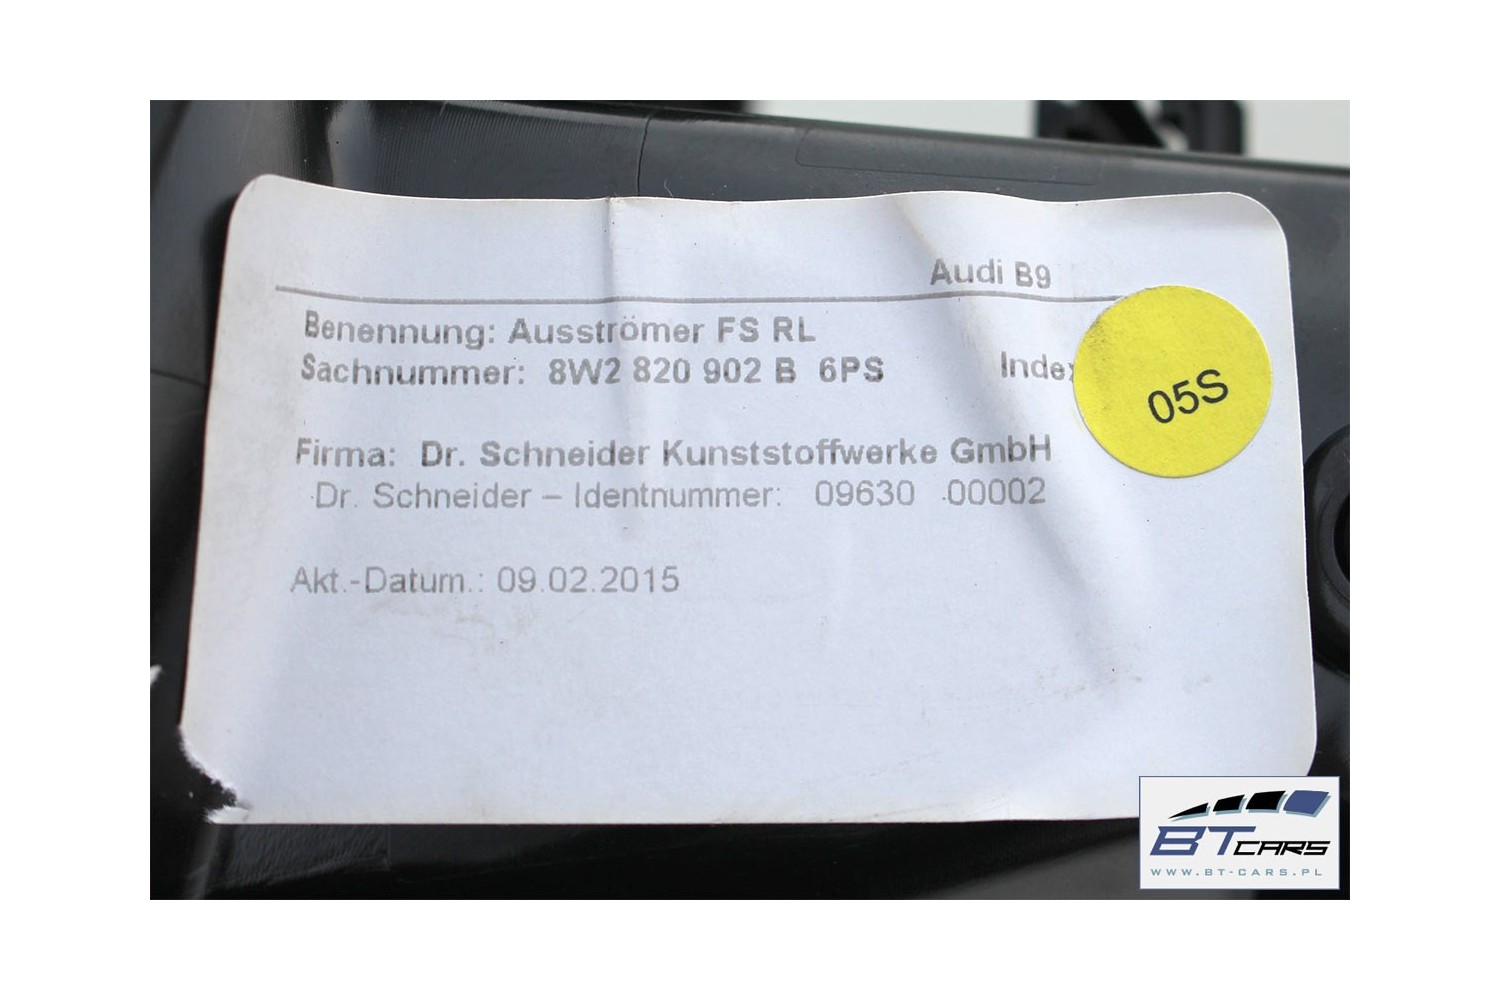 Audi B9
Benennung: Ausströmer FS RL
Sachnummer: 8W2 820 902 B 6PS Index
05S
Firma: Dr. Schneider Kunststoffwerke GmbH
Dr. Schneider – Identnummer: 09630 00002
Akt.-Datum.: 09.02.2015
BT CARS
WWW.BT-CARS.PL